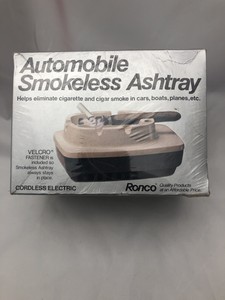 Automobile
Smokeless Ashtray
Helps eliminate cigarette and cigar smoke in cars, boats, planes, etc.
VELCRO®
FASTENER is
included so
Smokeless Ashtray
always stays
in place.
CORDLESS ELECTRIC
Ronco®
Quality Products
at an Affordable Price.